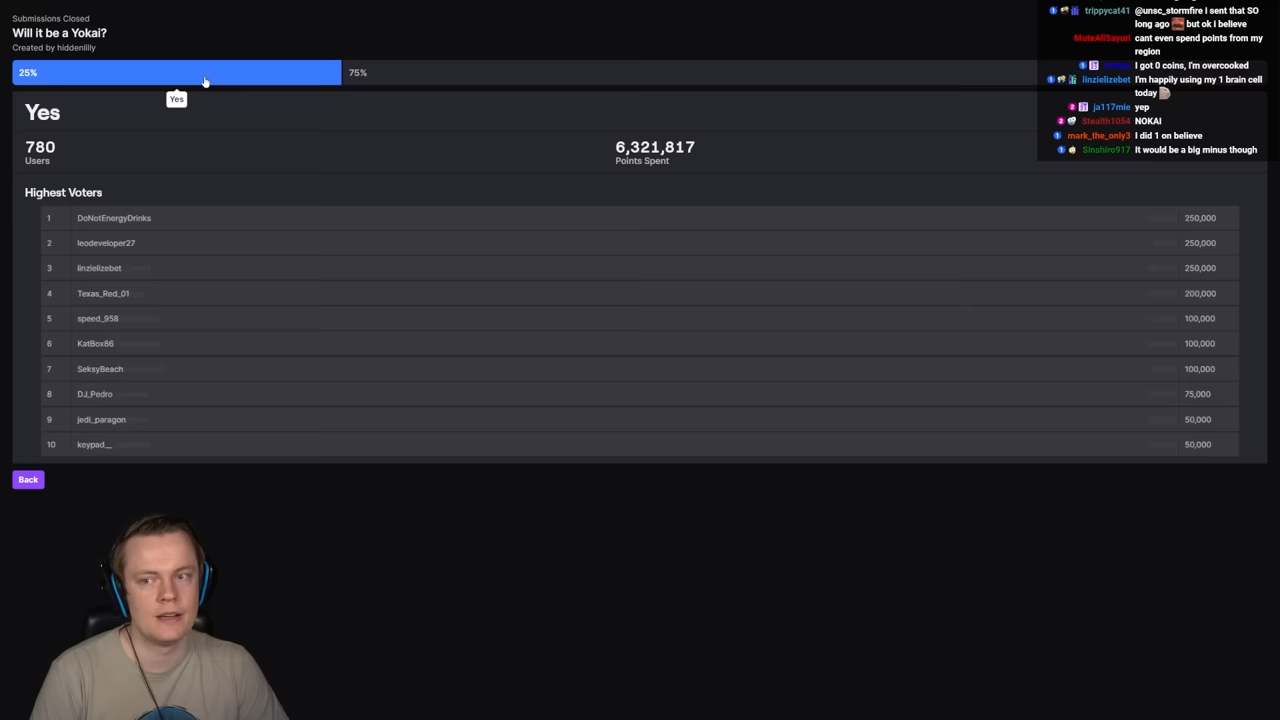 Submissions Closed
Will it be a Yokai?
Created by hiddenlilly
25%
75%
Yes
Yes
780
Users
6,321,817
Points Spent
Highest Voters
1 DoNotEnergyDrinks 250,000
2 leodeveloper27 250,000
3 linzielizebet 250,000
4 Texas_Red_01 200,000
5 speed_958 100,000
6 KatBox86 100,000
7 SeksyBeach 100,000
8 DJ_Pedro 75,000
9 jedi_paragon 50,000
10 keypad__ 50,000
Back
trippycat41 @unsc_stormfire i sent that SO
long ago but ok I believe
MuteAllSayuri cant even spend points from my
region
I got 0 coins, I'm overcooked
linzielizebet I'm happily using my 1 brain cell
today
ja117mie yep
Stealth1054 NOKAI
mark_the_only3 I did 1 on believe
Sinshiro917 It would be a big minus though